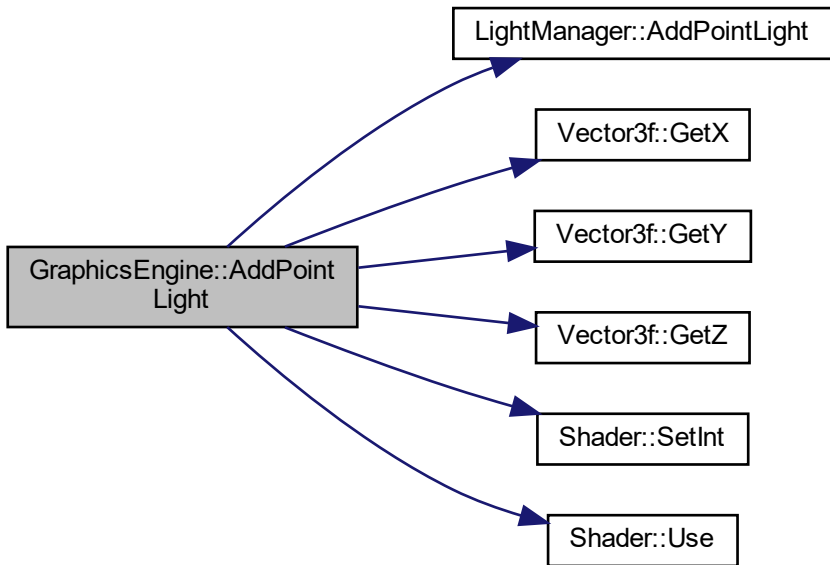 LightManager::AddPointLight
Vector3f::GetX
Vector3f::GetY
GraphicsEngine::AddPoint
Light
Vector3f::GetZ
Shader::SetInt
Shader::Use